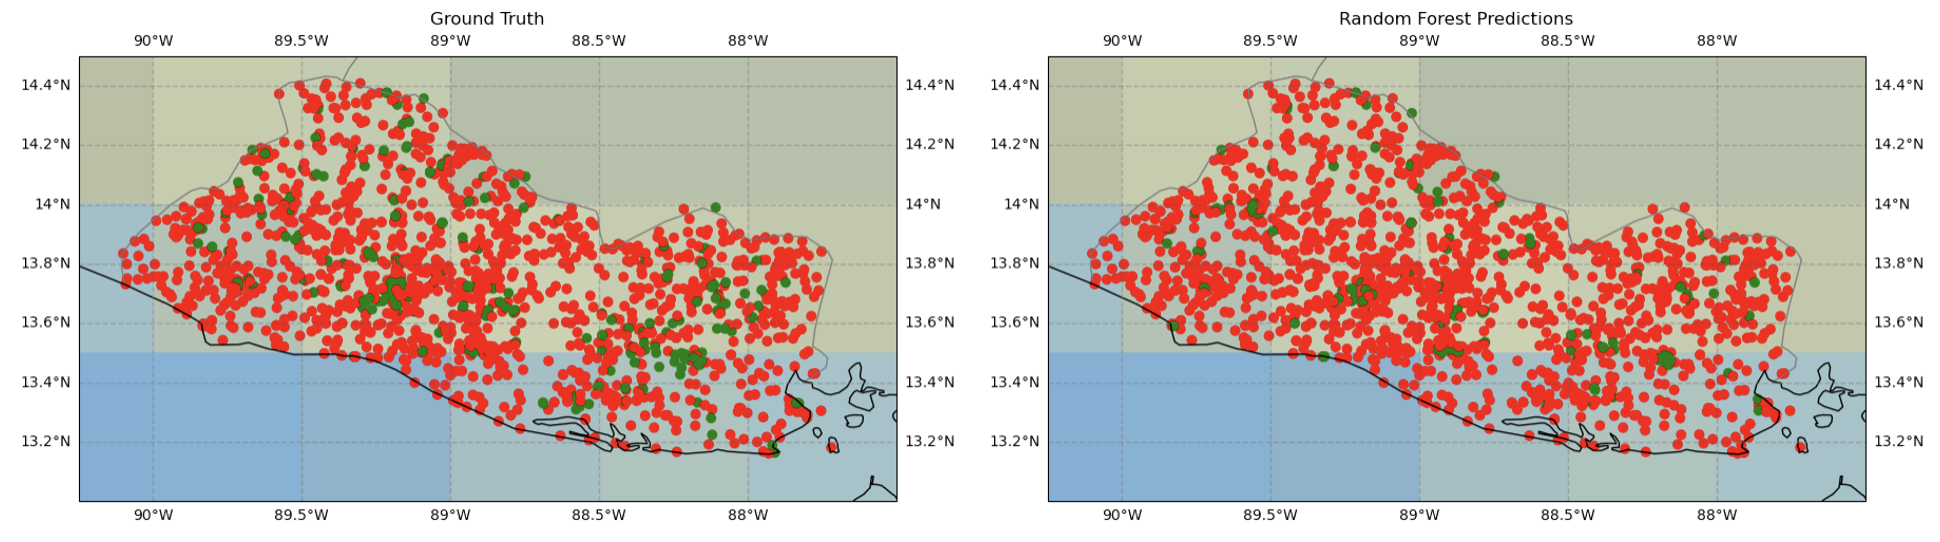 Ground Truth
90°W 89.5°W 89°W 88.5°W 88°W
14.4°N 14.4°N
14.2°N 14.2°N
14°N 14°N
13.8°N 13.8°N
13.6°N 13.6°N
13.4°N 13.4°N
13.2°N 13.2°N
90°W 89.5°W 89°W 88.5°W 88°W
Random Forest Predictions
90°W 89.5°W 89°W 88.5°W 88°W
14.4°N 14.4°N
14.2°N 14.2°N
14°N 14°N
13.8°N 13.8°N
13.6°N 13.6°N
13.4°N 13.4°N
13.2°N 13.2°N
90°W 89.5°W 89°W 88.5°W 88°W